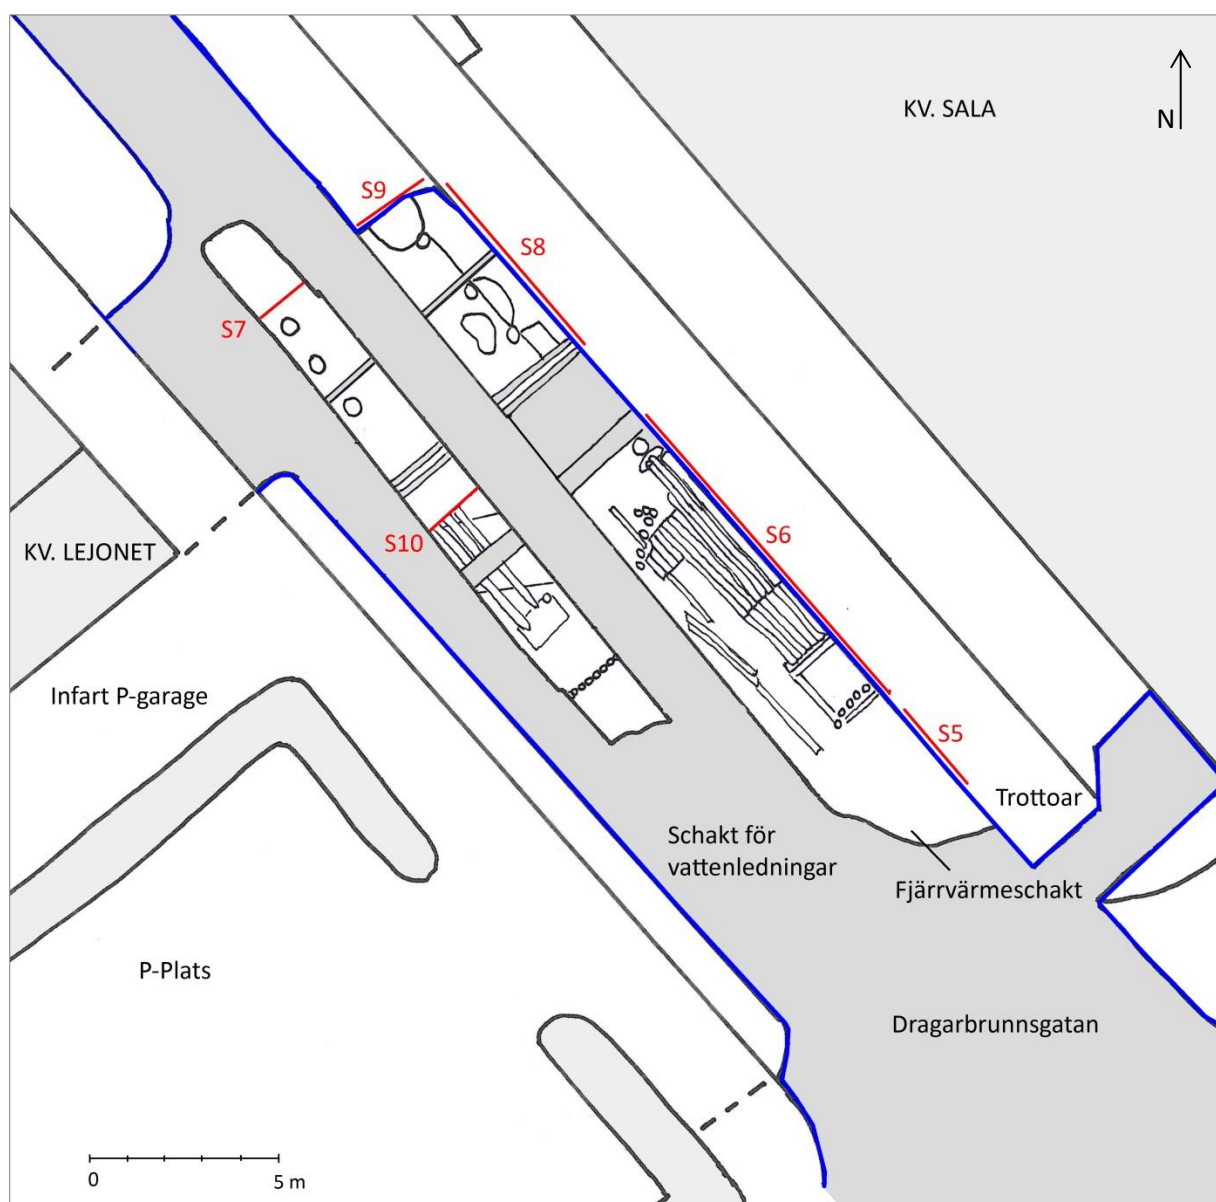 KV. SALA
N
S9
S8
S7
S10
S6
KV. LEJONET
Infart P-garage
S5
Trottoar
Schakt för
vattenledningar
Fjärrvärmeschakt
P-Plats
Dragarbrunnsgatan
0
5 m